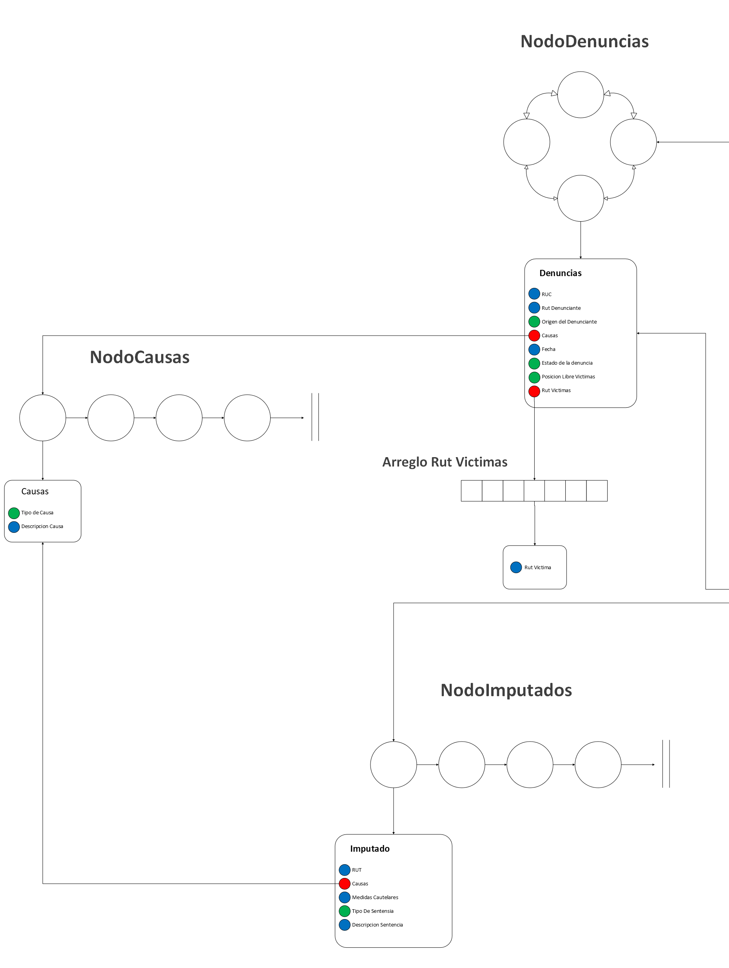 NodoDenuncias
Denuncias
RUC
Rut Denunciante
Origen del Denunciante
Causas
Fecha
Estado de la denuncia
Posicion Libre Victimas
Rut Victimas
NodoCausas
Causas
Tipo de Causa
Descripcion Causa
Arreglo Rut Victimas
Rut Victima
NodoImputados
Imputado
RUT
Causas
Medidas Cautelares
Tipo De Sentensia
Descripcion Sentencia